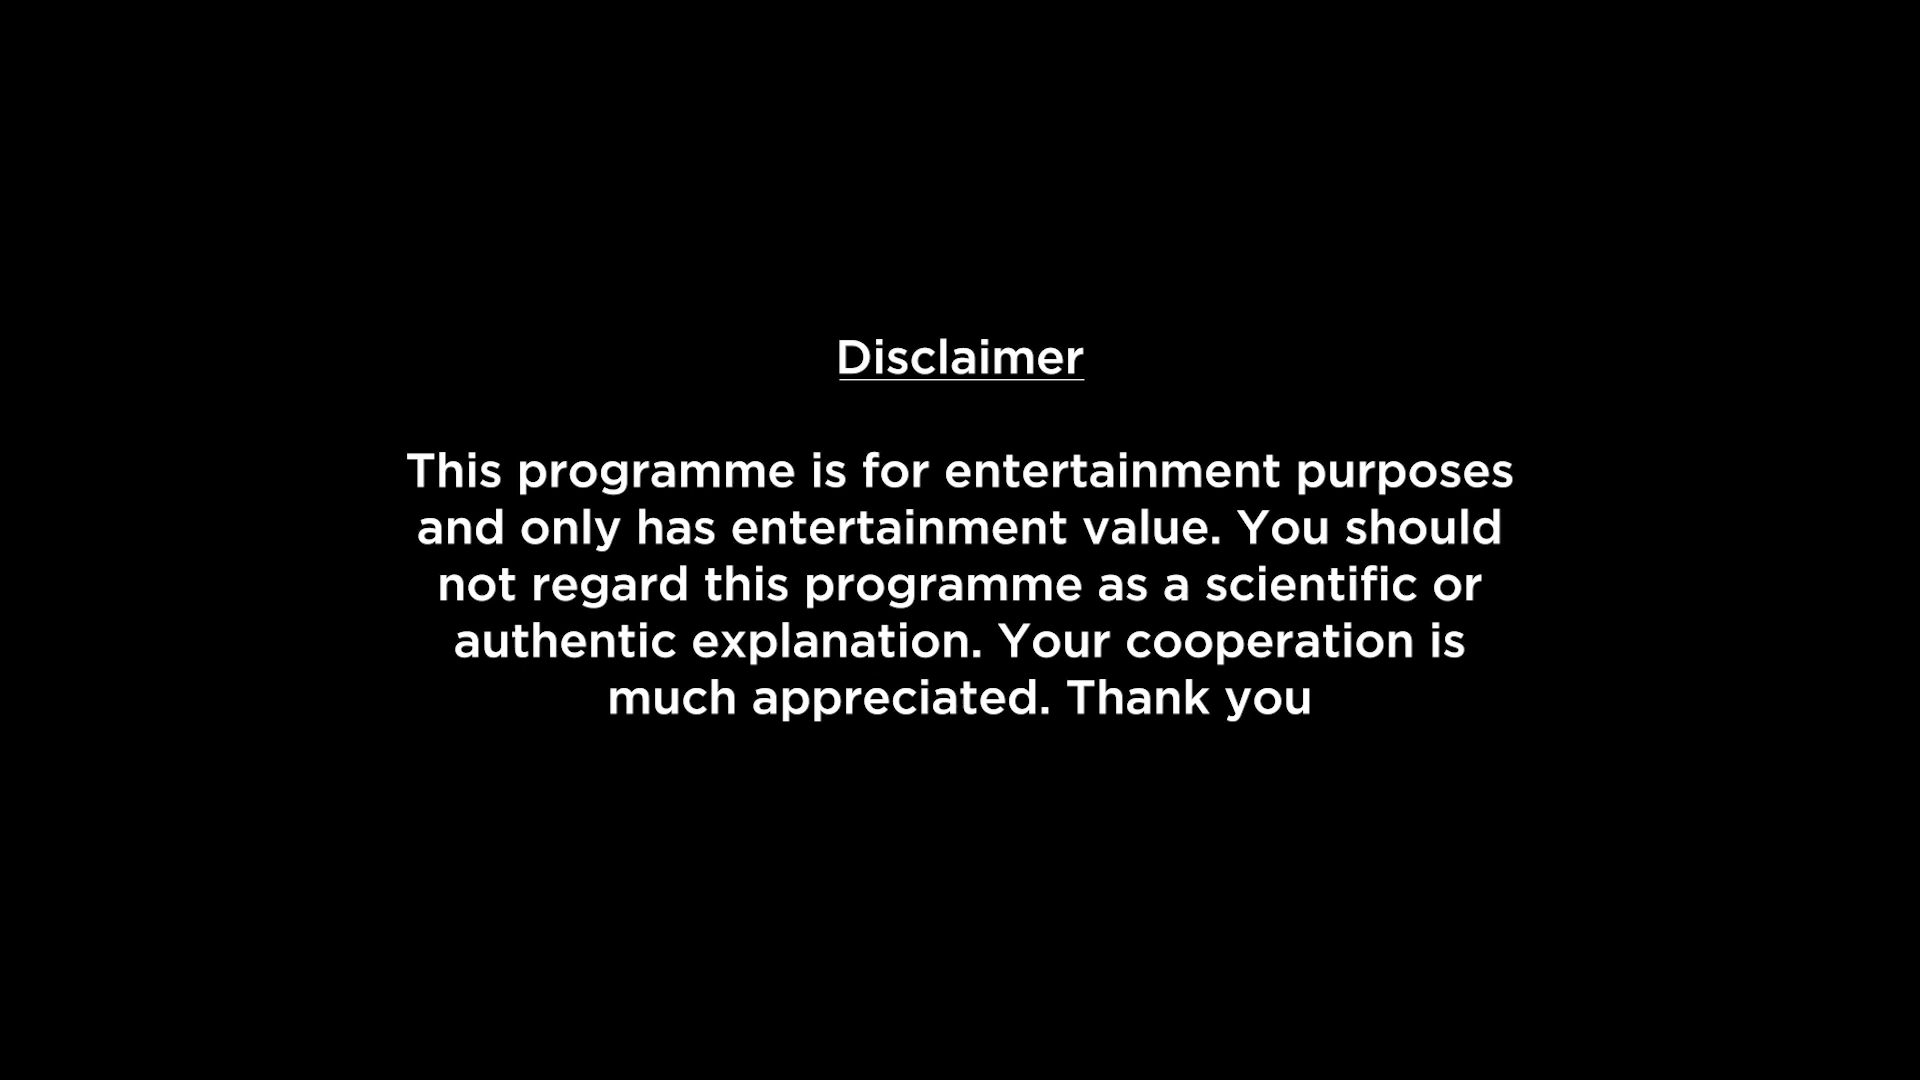 Disclaimer
This programme is for entertainment purposes
and only has entertainment value. You should
not regard this programme as a scientific or
authentic explanation. Your cooperation is
much appreciated. Thank you